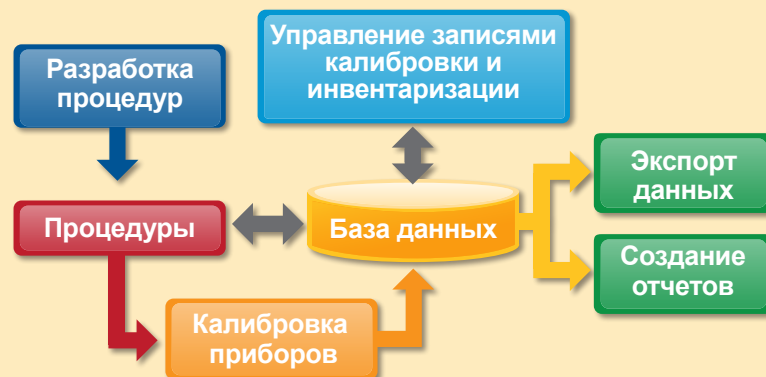 Управление записями
калибровки и
инвентаризации
Разработка
процедур
Экспорт
данных
Процедуры
База данных
Создание
отчетов
Калибровка
приборов